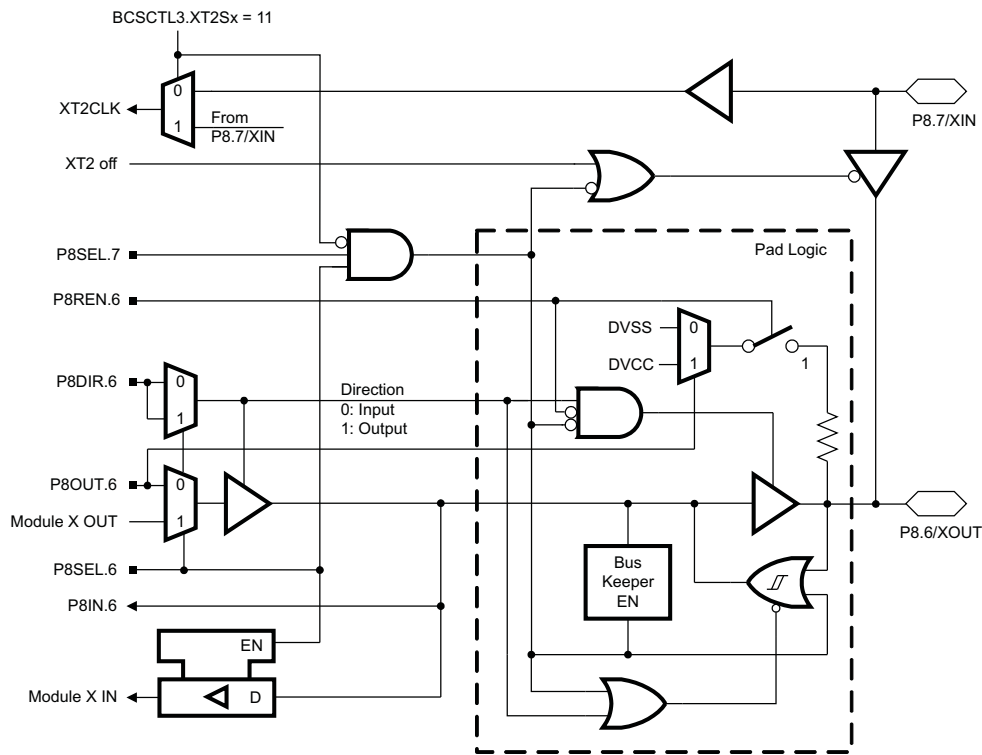 BCSCTL3.XT2Sx = 11
0
XT2CLK
1
From
P8.7/XIN
P8.7/XIN
XT2 off
Pad Logic
P8SEL.7
P8REN.6
DVSS
0
DVCC
1
1
P8DIR.6
0
1
Direction
0: Input
1: Output
P8OUT.6
0
Module X OUT
1
P8.6/XOUT
P8SEL.6
Bus
Keeper
EN
P8IN.6
EN
Module X IN
D